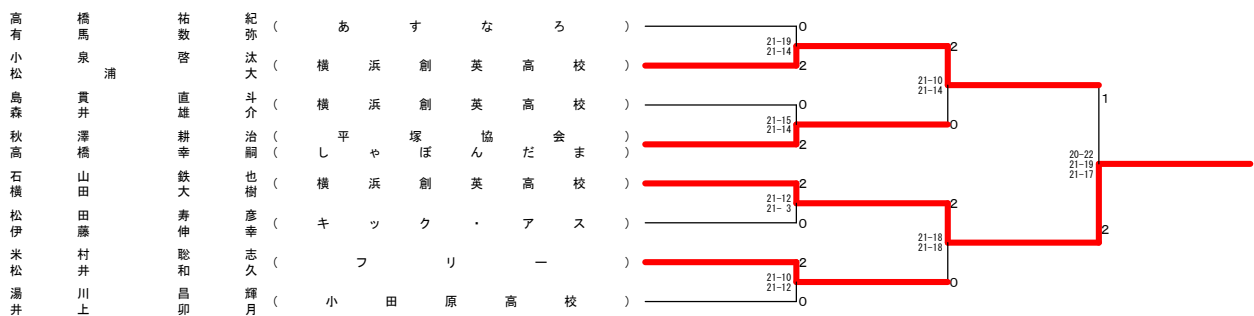 高橋祐紀
有馬数弥
(あすなろ)
0
21-19
21-14
2
小泉啓汰
松浦大
(横浜創英高校)
2
21-10
21-14
1
島貫直斗
森井雄介
(横浜創英高校)
0
21-15
21-14
0
秋澤耕治(平塚協会)
高橋幸嗣(しゃぼんだま)
2
20-22
21-19
21-17
石山鉄也
横田大樹
(横浜創英高校)
2
21-12
21- 3
2
松田寿彦
伊藤伸幸
(キック・アス)
0
21-18
21-18
2
米村聡志
松井和久
(フリー)
2
21-10
21-12
0
湯川昌輝
井上卯月
(小田原高校)
0